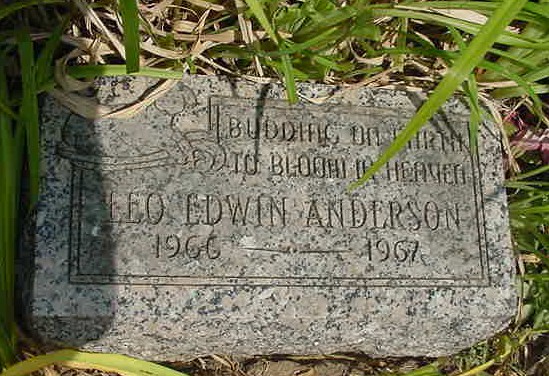 BUDDING ON EARTH
TO BLOOM IN HEAVEN
LEO EDWIN ANDERSON
1966 — 1967